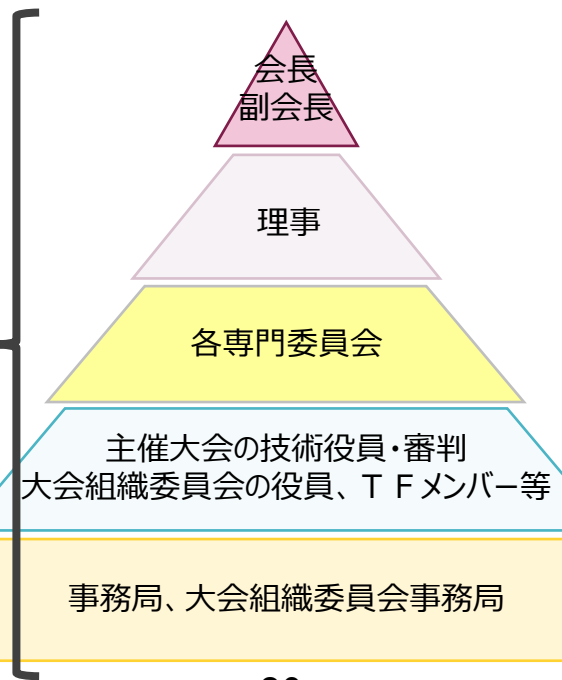 会長
副会長
理事
各専門委員会
主催大会の技術役員・審判
大会組織委員会の役員、ＴＦメンバー等
事務局、大会組織委員会事務局